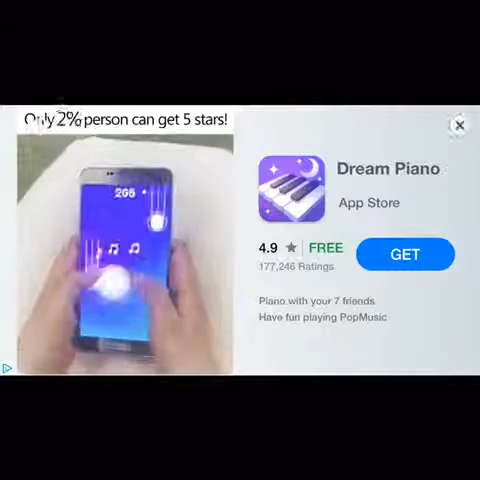 Only 2% person can get 5 stars!
265
Dream Piano
App Store
4.9 ★ | FREE
GET
177,246 Ratings
Piano with your 7 friends
Have fun playing PopMusic